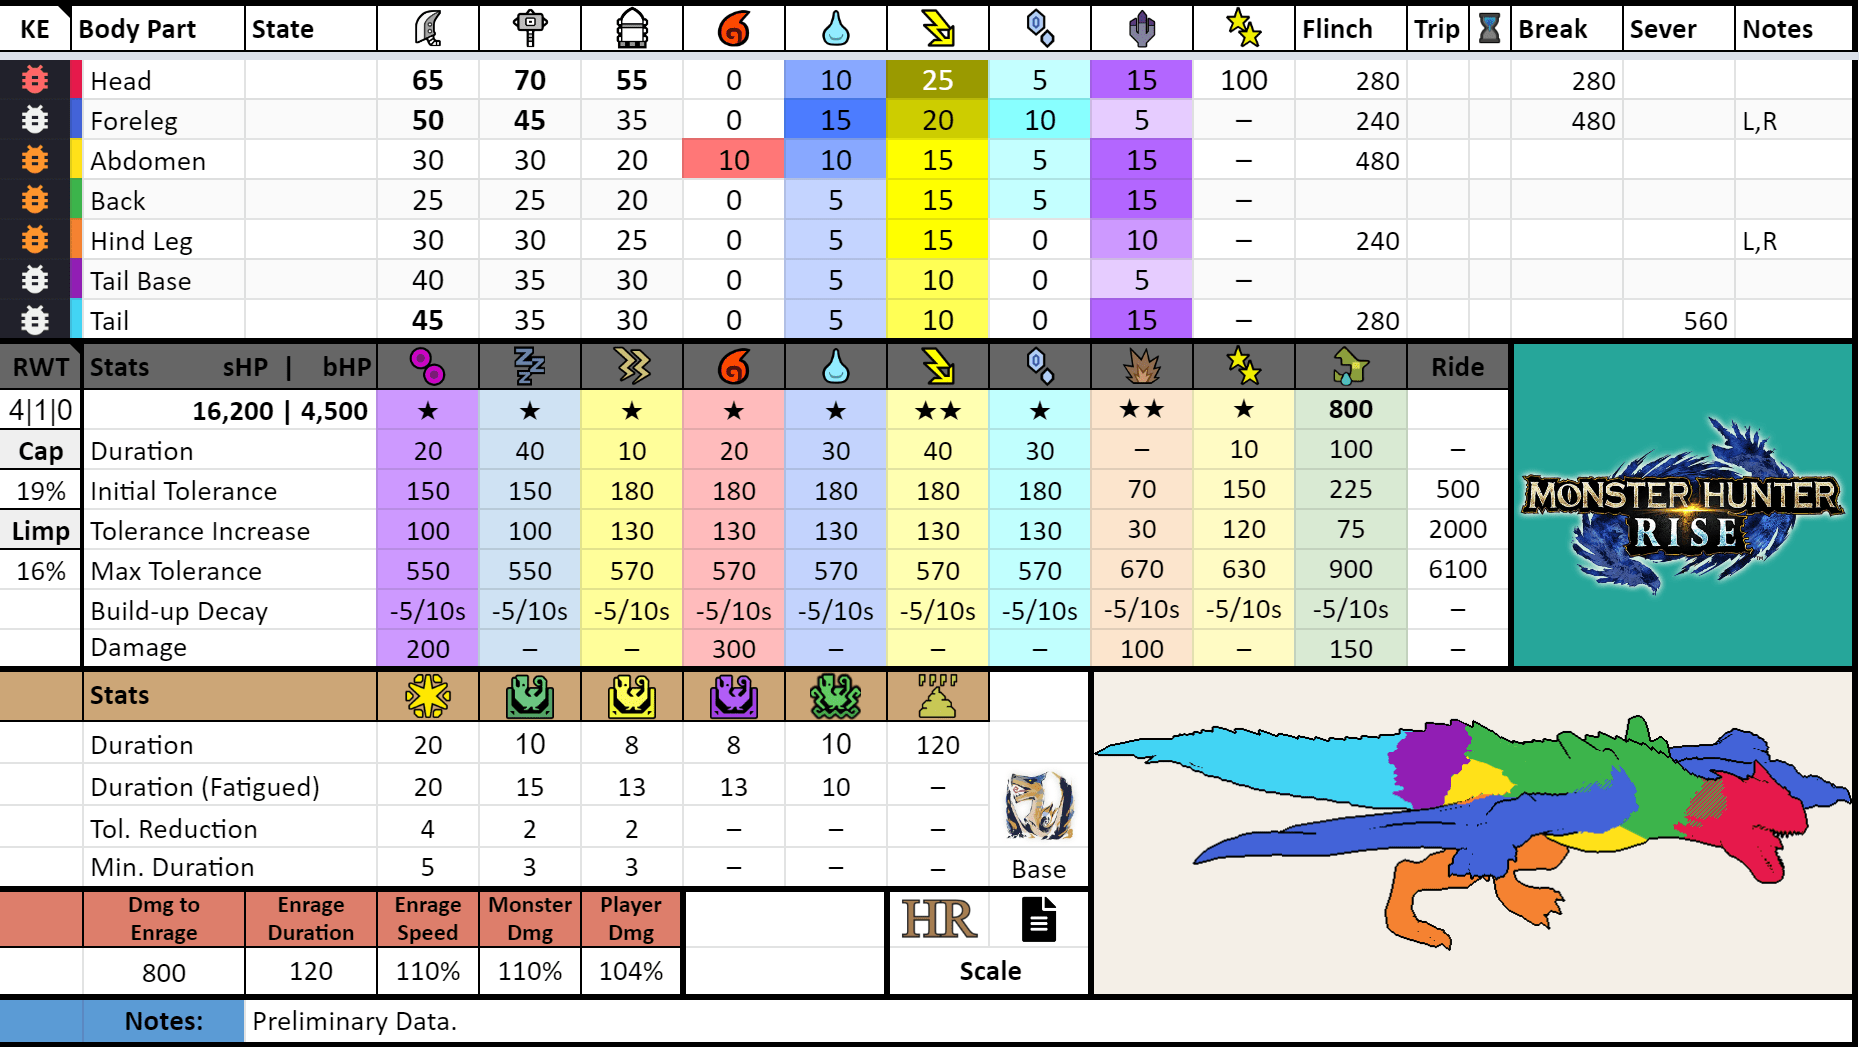 KE Body Part State Flinch Trip Break Sever Notes
Head 65 70 55 0 10 25 5 15 100 280 280
Foreleg 50 45 35 0 15 20 10 5 – 240 480 L,R
Abdomen 30 30 20 10 10 15 5 15 – 480
Back 25 25 20 0 5 15 5 15 –
Hind Leg 30 30 25 0 5 15 0 10 – 240 L,R
Tail Base 40 35 30 0 5 10 0 5 –
Tail 45 35 30 0 5 10 0 15 – 280 560
RWT Stats sHP | bHP Ride
4|1|0 16,200 | 4,500 ★ ★ ★ ★ ★ ★★ ★ ★★ ★ 800
Cap Duration 20 40 10 20 30 40 30 – 10 100 –
19% Initial Tolerance 150 150 180 180 180 180 180 70 150 225 500
Limp Tolerance Increase 100 100 130 130 130 130 130 30 120 75 2000
16% Max Tolerance 550 550 570 570 570 570 570 670 630 900 6100
Build-up Decay -5/10s -5/10s -5/10s -5/10s -5/10s -5/10s -5/10s -5/10s -5/10s -5/10s –
Damage 200 – – 300 – – – 100 – 150 –
MONSTER HUNTER
RISE
Stats
Duration 20 10 8 8 10 120
Duration (Fatigued) 20 15 13 13 10 –
Tol. Reduction 4 2 2 – – –
Min. Duration 5 3 3 – – – Base
Dmg to Enrage Enrage Monster Player
Enrage Duration Speed Dmg Dmg
HR
800 120 110% 110% 104% Scale
Notes: Preliminary Data.